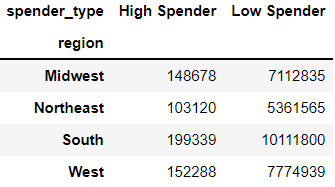 spender_type High Spender Low Spender
region
Midwest 148678 7112835
Northeast 103120 5361565
South 199339 10111800
West 152288 7774939